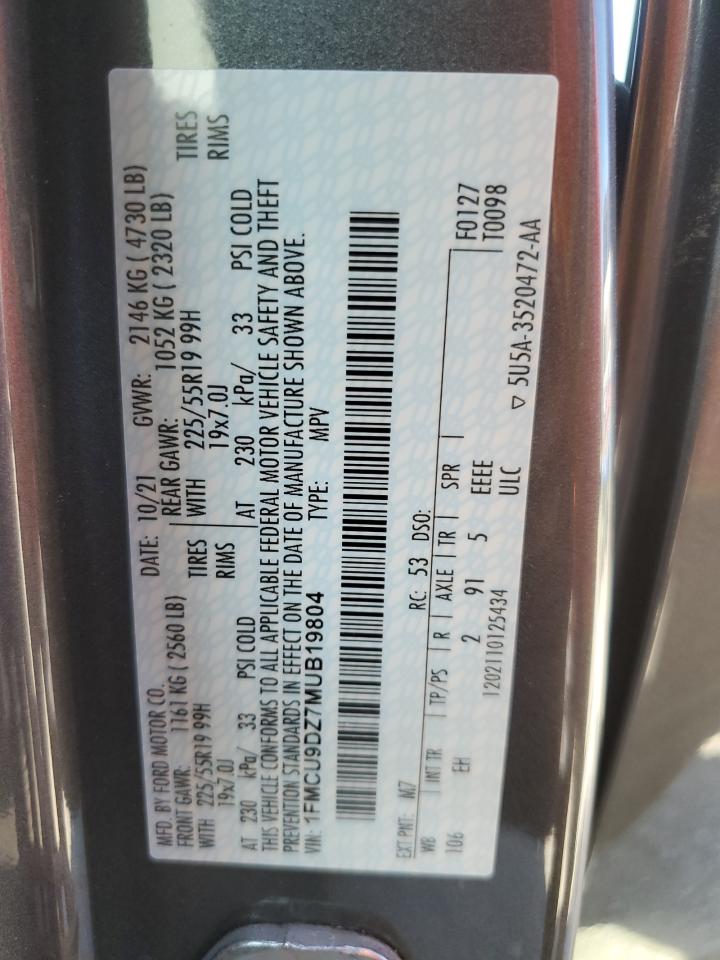 MFD. BY FORD MOTOR CO. DATE: 10/21 GVWR: 2146 KG ( 4730 LB)
FRONT GAWR: 1161 KG ( 2560 LB) REAR GAWR: 1052 KG ( 2320 LB)
WITH 225/55R19 99H TIRES WITH 225/55R19 99H TIRES
19x7.0J RIMS 19x7.0J RIMS
AT 230 kPa/ 33 PSI COLD AT 230 kPa/ 33 PSI COLD
THIS VEHICLE CONFORMS TO ALL APPLICABLE FEDERAL MOTOR VEHICLE SAFETY AND THEFT
PREVENTION STANDARDS IN EFFECT ON THE DATE OF MANUFACTURE SHOWN ABOVE.
VIN: 1FMCU9DZ7MUB19804 TYPE: MPV
EXT PNT: M7 RC: 53 DSO:
WB | INT TR | TP/PS | R | AXLE | TR | SPR | F0127
106 EH 2 91 5 EEEE T0098
ULC
1202110125434 ▽ 5U5A-3520472-AA